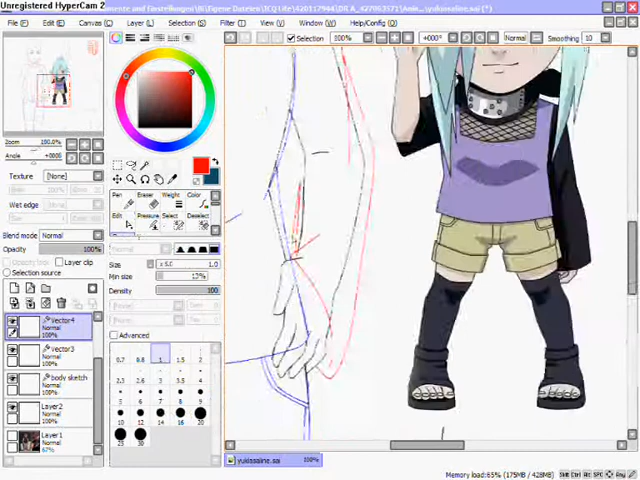 Unregistered HyperCam 2
File(F) Edit (E) Canvas (C) Layer(L) Selection(S) Filter (T) View (V) Window (W) Help/Config (O)
Selection 100% +000° Normal Smoothing 10
Zoom 100.0%
Angle +000°
Texture [None]
Wet edge
Blend mode Normal
Opacity 100%
Layer clip
Selection source
Vector4
Normal
100%
vector3
Normal
100%
body sketch
Normal
100%
Layer2
Normal
100%
Layer1
Normal
67%
Pen Eraser Weight Color
Edit Pressure Select Deselect
Size x 5.0 1.0
Min size 13%
Density 100
Advanced
0.7 0.8 1 1.5 2
2.3 2.6 3 3.5 4
5 6 7 8 9
10 12 14 16 20
25 30
yukiasaline.sai 100%
Memory load: 65% (175MB / 428MB)